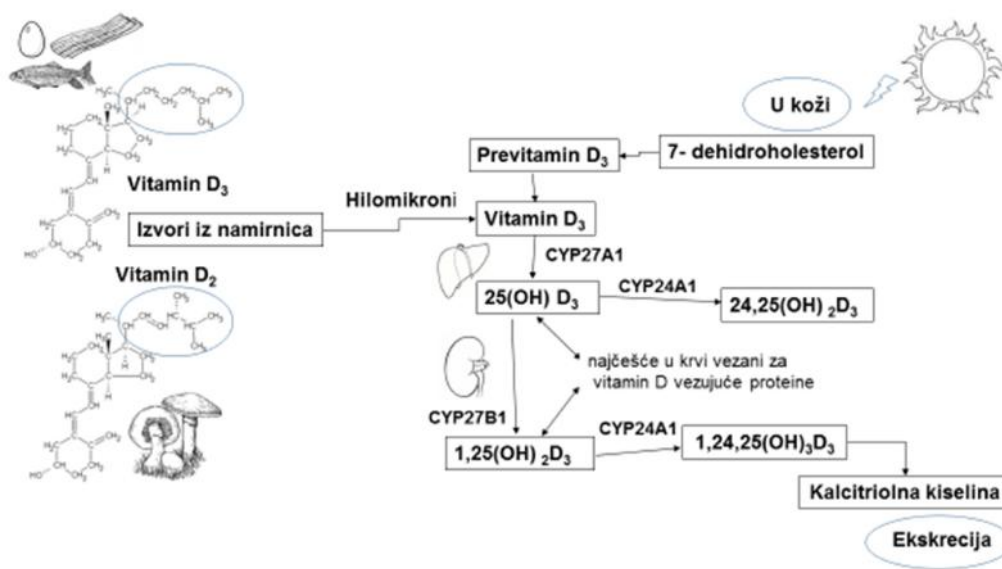 U koži
7- dehidroholesterol
Previtamin D3
Vitamin D3
Hilomikroni
Izvori iz namirnica
Vitamin D3
CYP27A1
25(OH) D3
CYP24A1
24,25(OH) 2D3
Vitamin D2
najčešće u krvi vezani za
vitamin D vezujuće proteine
CYP27B1
CYP24A1
1,25(OH) 2D3
1,24,25(OH)3D3
Kalcitriolna kiselina
Ekskrecija